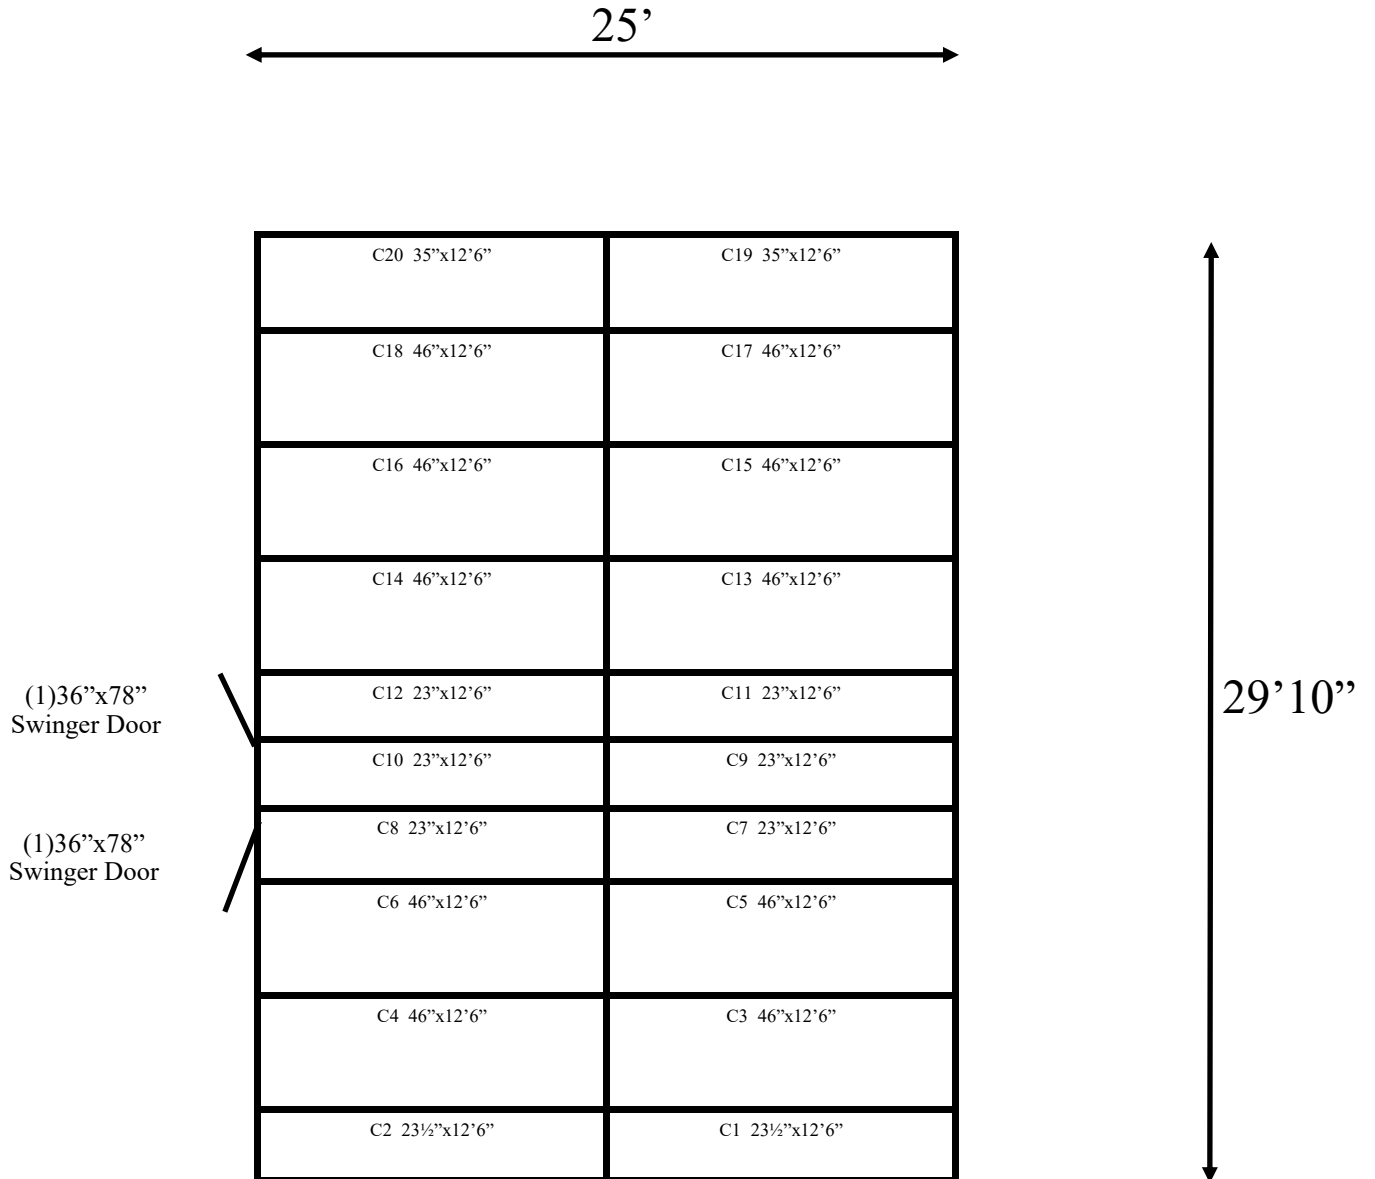 25’
C20 35”x12’6”
C19 35”x12’6”
C18 46”x12’6”
C17 46”x12’6”
C16 46”x12’6”
C15 46”x12’6”
C14 46”x12’6”
C13 46”x12’6”
(1)36”x78”
Swinger Door
C12 23”x12’6”
C11 23”x12’6”
29’10”
C10 23”x12’6”
C9 23”x12’6”
(1)36”x78”
Swinger Door
C8 23”x12’6”
C7 23”x12’6”
C6 46”x12’6”
C5 46”x12’6”
C4 46”x12’6”
C3 46”x12’6”
C2 23½”x12’6”
C1 23½”x12’6”